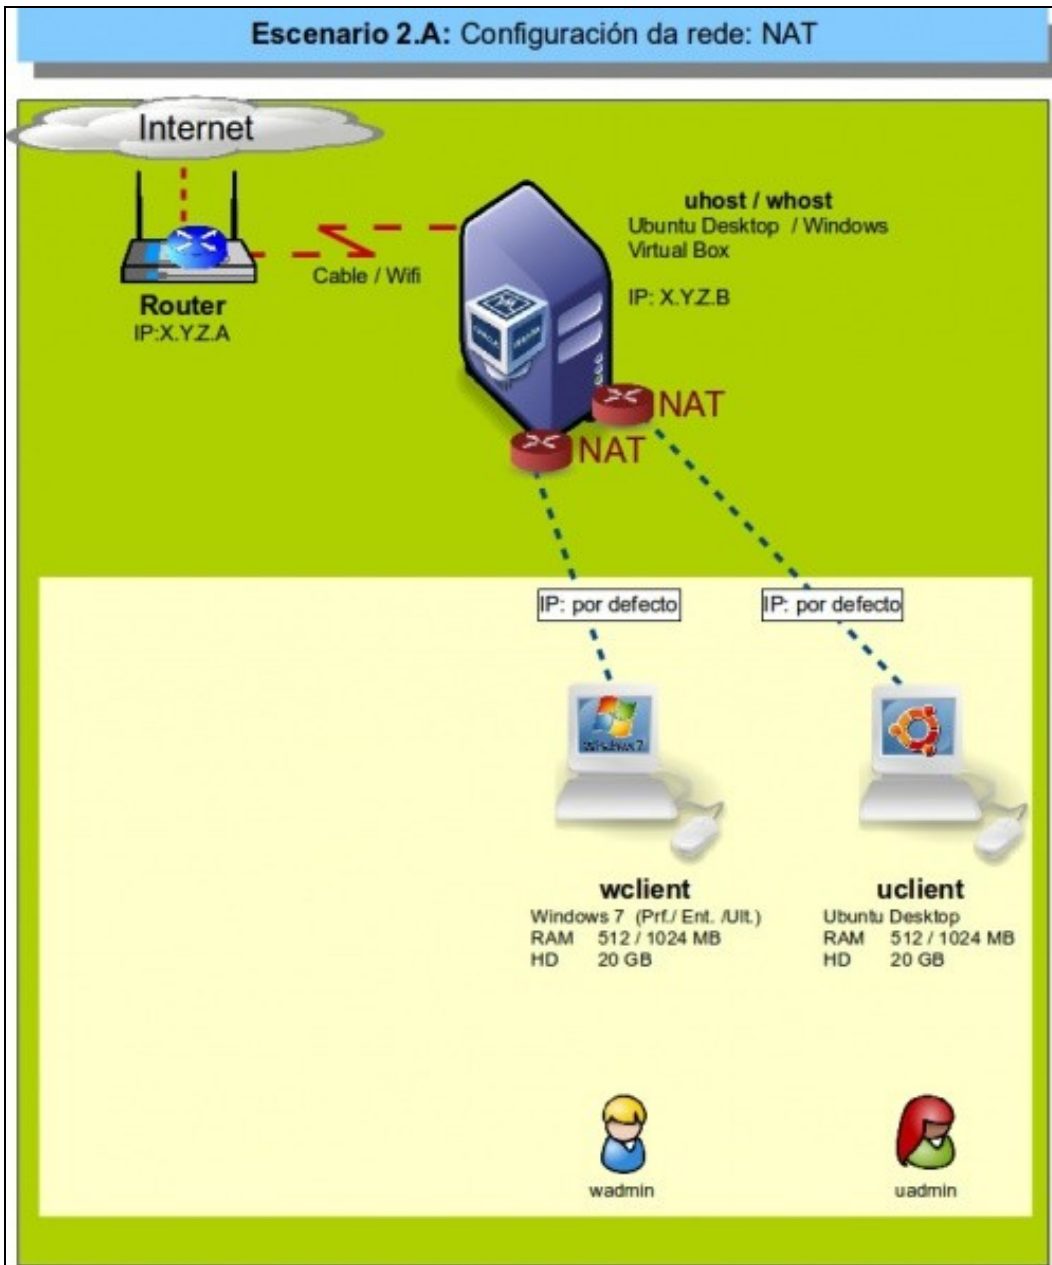 Escenario 2.A: Configuración da rede: NAT
Internet
Cable / Wifi
Router
IP:X.Y.Z.A
uhost / whost
Ubuntu Desktop / Windows
Virtual Box
IP: X.Y.Z.B
NAT
NAT
IP: por defecto
IP: por defecto
wclient
Windows 7 (Prf./ Ent. /Ult.)
RAM 512 / 1024 MB
HD 20 GB
uclient
Ubuntu Desktop
RAM 512 / 1024 MB
HD 20 GB
wadmin
uadmin